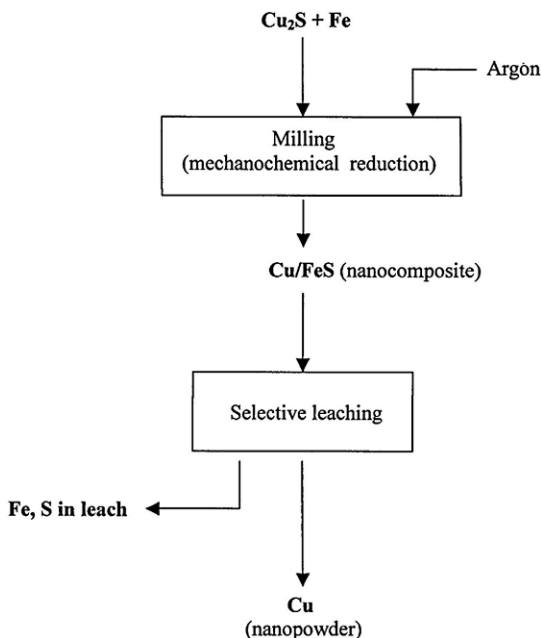 Cu₂S + Fe
Argon
Milling
(mechanochemical reduction)
Cu/FeS (nanocomposite)
Selective leaching
Fe, S in leach
Cu
(nanopowder)